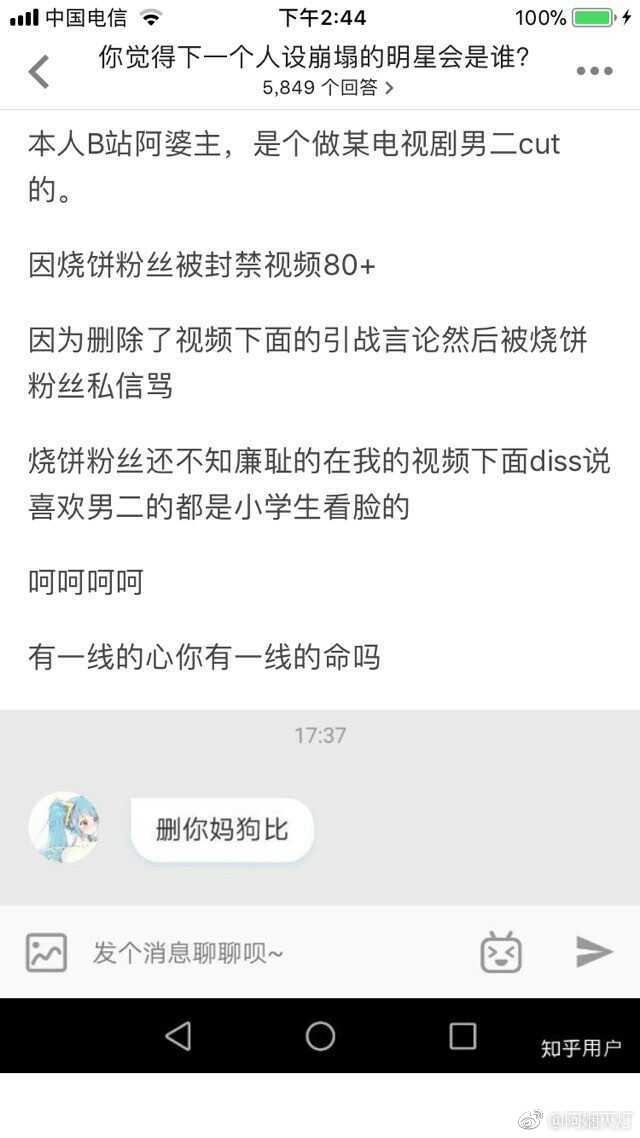 中国电信
下午2:44
100%
你觉得下一个人设崩塌的明星会是谁?
5,849 个回答
本人B站阿婆主，是个做某电视剧男二cut
的。
因烧饼粉丝被封禁视频80+
因为删除了视频下面的引战言论然后被烧饼
粉丝私信骂
烧饼粉丝还不知廉耻的在我的视频下面diss说
喜欢男二的都是小学生看脸的
呵呵呵呵
有一线的心你有一线的命吗
17:37
删你妈狗比
发个消息聊聊呗~
知乎用户